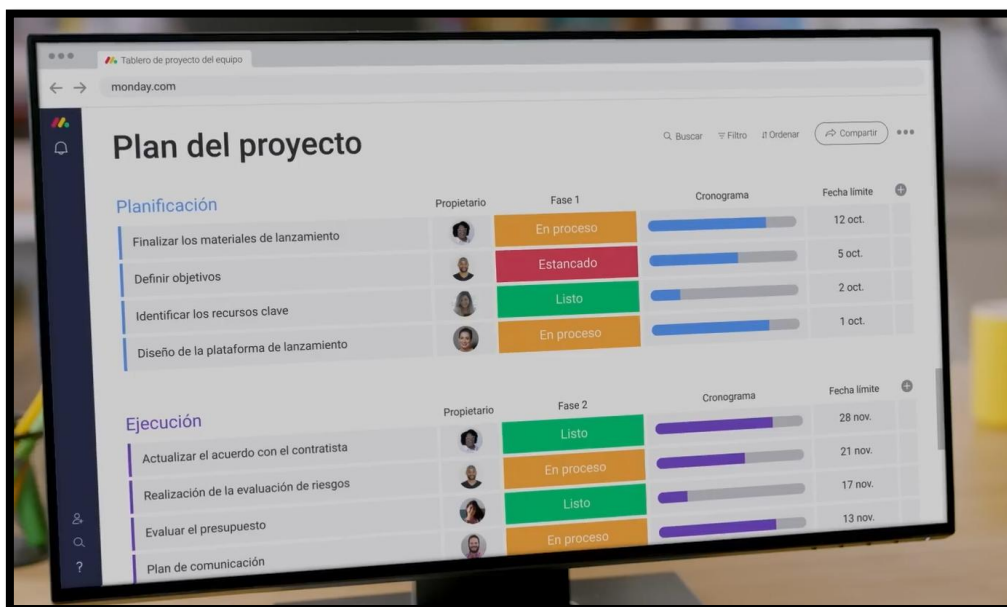 Tablero de proyecto del equipo
monday.com
Plan del proyecto
Buscar Filtro Ordenar Compartir
Planificación Propietario Fase 1 Cronograma Fecha límite
Finalizar los materiales de lanzamiento En proceso 12 oct.
Definir objetivos Estancado 5 oct.
Identificar los recursos clave Listo 2 oct.
Diseño de la plataforma de lanzamiento En proceso 1 oct.
Ejecución Propietario Fase 2 Cronograma Fecha límite
Actualizar el acuerdo con el contratista Listo 28 nov.
Realización de la evaluación de riesgos En proceso 21 nov.
Evaluar el presupuesto Listo 17 nov.
Plan de comunicación En proceso 13 nov.
?